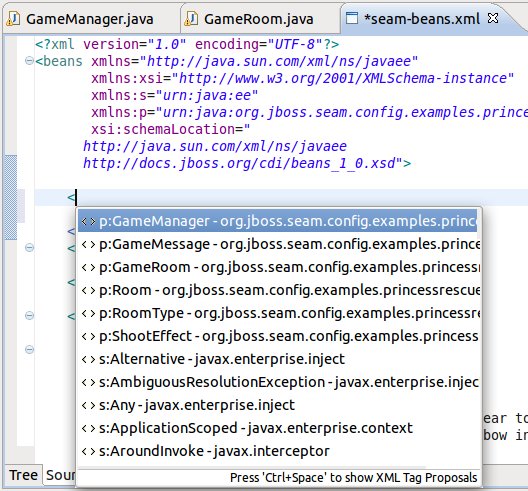 GameManager.java GameRoom.java *seam-beans.xml
<?xml version="1.0" encoding="UTF-8"?>
<beans xmlns="http://java.sun.com/xml/ns/javaee"
xmlns:xsi="http://www.w3.org/2001/XMLSchema-instance"
xmlns:s="urn:java:ee"
xmlns:p="urn:java:org.jboss.seam.config.examples.princes
xsi:schemaLocation="
http://java.sun.com/xml/ns/javaee
http://docs.jboss.org/cdi/beans_1_0.xsd">
<
p:GameManager - org.jboss.seam.config.examples.princ
p:GameMessage - org.jboss.seam.config.examples.prince
p:GameRoom - org.jboss.seam.config.examples.princessr
p:Room - org.jboss.seam.config.examples.princessrescue
p:RoomType - org.jboss.seam.config.examples.princessr
p:ShootEffect - org.jboss.seam.config.examples.princess
s:Alternative - javax.enterprise.inject
s:AmbiguousResolutionException - javax.enterprise.injec
s:Any - javax.enterprise.inject
s:ApplicationScoped - javax.enterprise.context
ear to
s:AroundInvoke - javax.interceptor
bow in
Tree Sour
Press 'Ctrl+Space' to show XML Tag Proposals